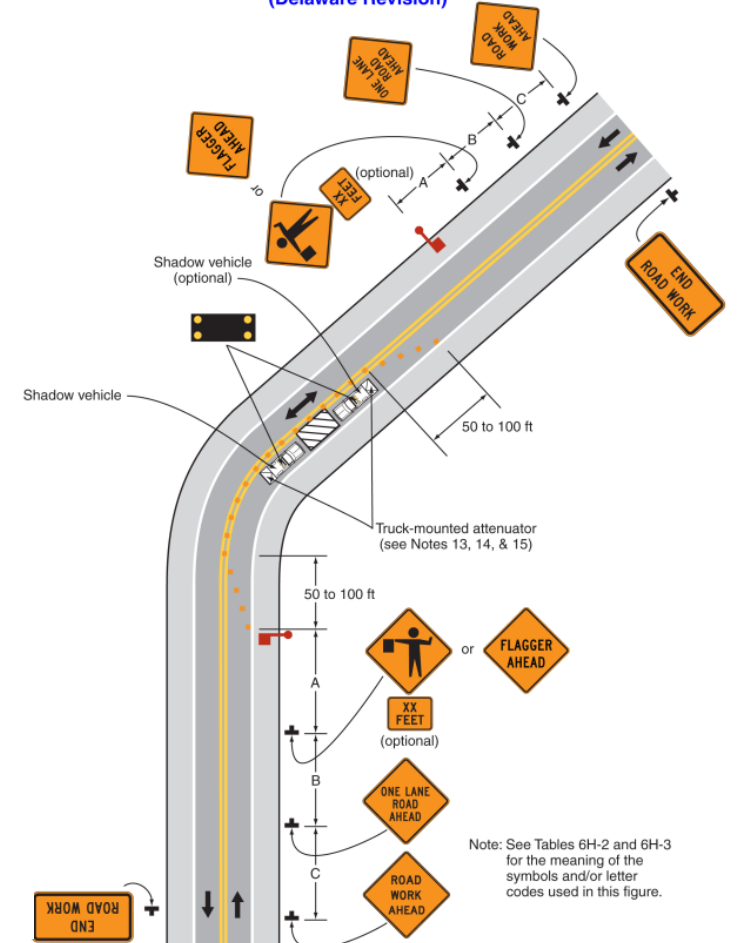 (Delaware Revision)
ROAD
WORK
AHEAD
ONE LANE
ROAD
AHEAD
C
B
A
FLAGGER
AHEAD
or
(optional)
XX
FEET
Shadow vehicle
(optional)
END
ROAD WORK
Shadow vehicle
50 to 100 ft
Truck-mounted attenuator
(see Notes 13, 14, & 15)
50 to 100 ft
A
or
FLAGGER
AHEAD
XX
FEET
(optional)
B
ONE LANE
ROAD
AHEAD
Note: See Tables 6H-2 and 6H-3
for the meaning of the
symbols and/or letter
codes used in this figure.
C
ROAD
WORK
AHEAD
END
ROAD WORK